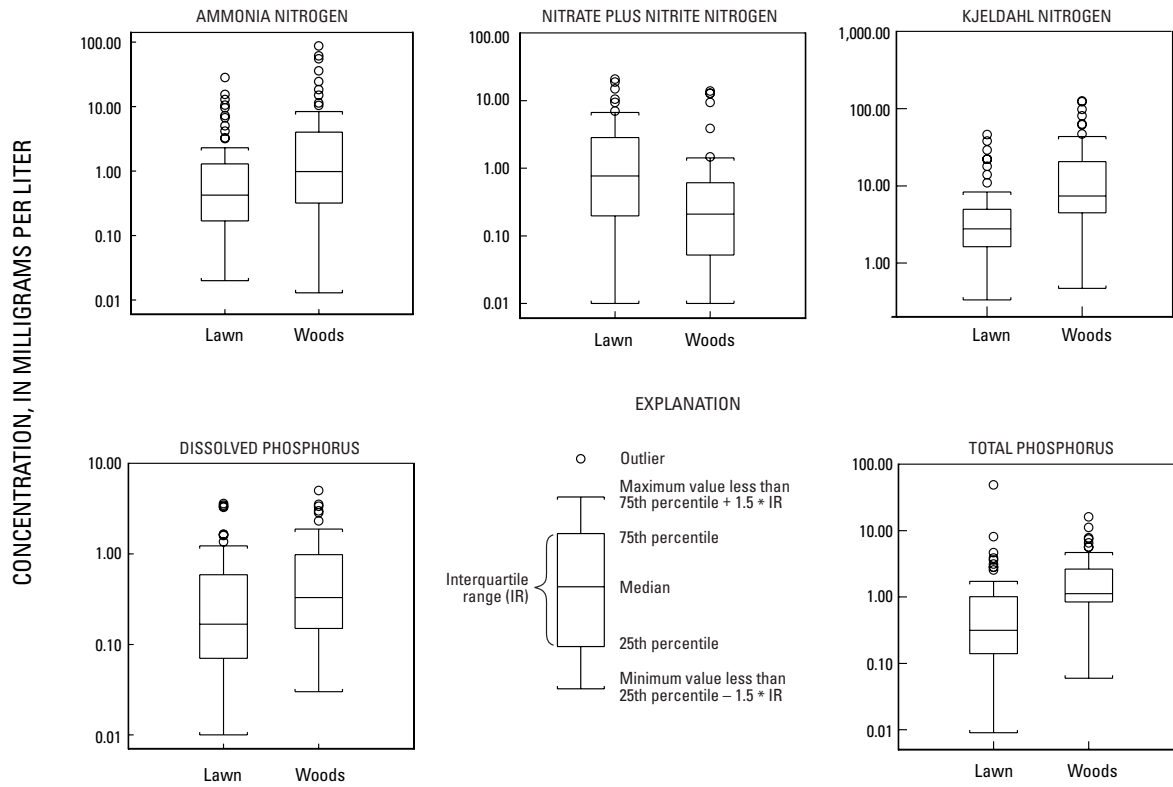 CONCENTRATION, IN MILLIGRAMS PER LITER
AMMONIA NITROGEN
100.00
10.00
1.00
0.10
0.01
Lawn
Woods
NITRATE PLUS NITRITE NITROGEN
100.00
10.00
1.00
0.10
0.01
Lawn
Woods
KJELDAHL NITROGEN
1,000.00
100.00
10.00
1.00
Lawn
Woods
DISSOLVED PHOSPHORUS
10.00
1.00
0.10
0.01
Lawn
Woods
EXPLANATION
Outlier
Maximum value less than
75th percentile + 1.5 * IR
75th percentile
Interquartile
range (IR)
Median
25th percentile
Minimum value less than
25th percentile – 1.5 * IR
TOTAL PHOSPHORUS
100.00
10.00
1.00
0.10
0.01
Lawn
Woods